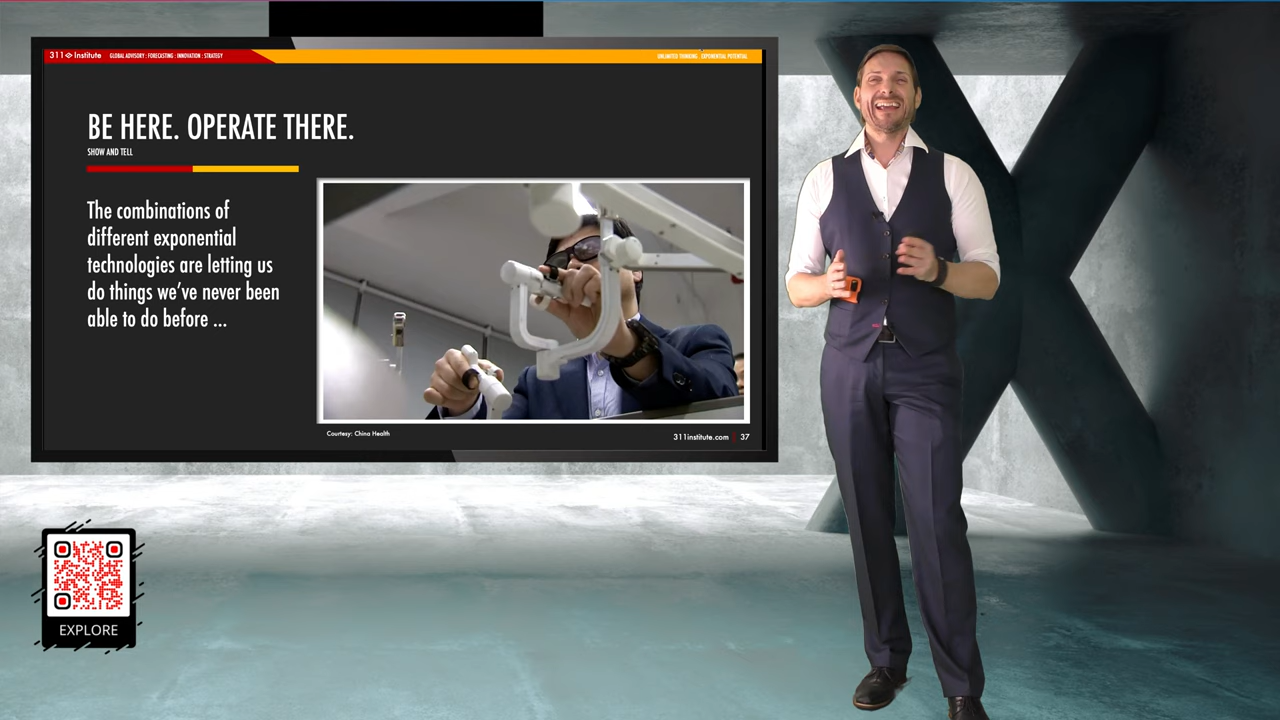 311 Institute
GLOBAL ADVISORY : FORECASTING : INNOVATION : STRATEGY
UNLIMITED THINKING . EXPONENTIAL POTENTIAL
BE HERE. OPERATE THERE.
SHOW AND TELL
The combinations of
different exponential
technologies are letting us
do things we've never been
able to do before ...
Courtesy: China Health
311institute.com | 37
EXPLORE